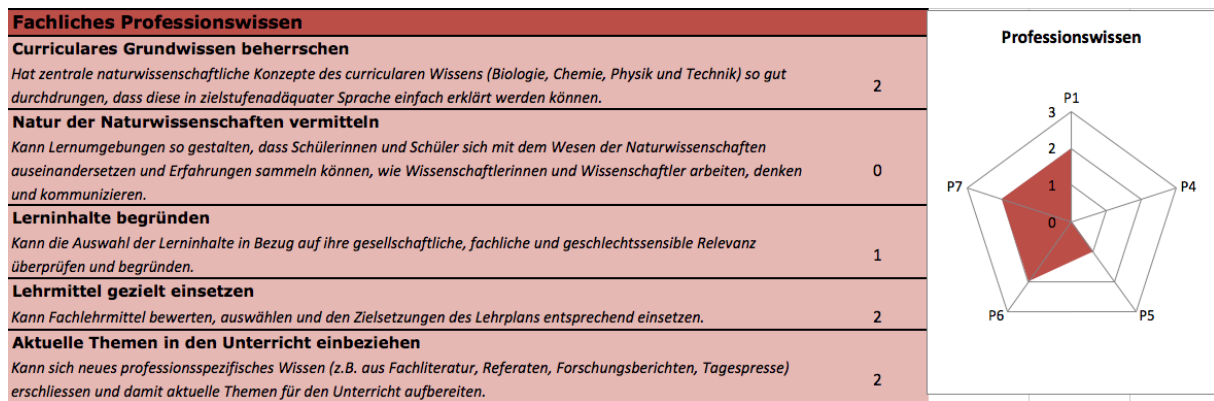 Fachliches Professionswissen
Curriculares Grundwissen beherrschen
Hat zentrale naturwissenschaftliche Konzepte des curricularen Wissens (Biologie, Chemie, Physik und Technik) so gut
durchdrungen, dass diese in zielstufenadäquater Sprache einfach erklärt werden können.
2
Natur der Naturwissenschaften vermitteln
Kann Lernumgebungen so gestalten, dass Schülerinnen und Schüler sich mit dem Wesen der Naturwissenschaften
auseinandersetzen und Erfahrungen sammeln können, wie Wissenschaftlerinnen und Wissenschaftler arbeiten, denken
und kommunizieren.
0
Lerninhalte begründen
Kann die Auswahl der Lerninhalte in Bezug auf ihre gesellschaftliche, fachliche und geschlechtssensible Relevanz
überprüfen und begründen.
1
Lehrmittel gezielt einsetzen
Kann Fachlehrmittel bewerten, auswählen und den Zielsetzungen des Lehrplans entsprechend einsetzen.
2
Aktuelle Themen in den Unterricht einbeziehen
Kann sich neues professionsspezifisches Wissen (z.B. aus Fachliteratur, Referaten, Forschungsberichten, Tagespresse)
erschliessen und damit aktuelle Themen für den Unterricht aufbereiten.
2
Professionswissen
P1
3
2
1
0
P7
P4
P6
P5